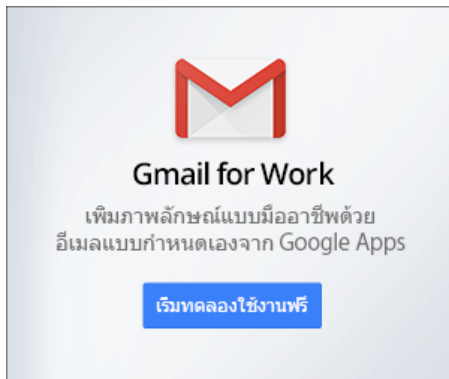 Gmail for Work
เพิ่มภาพลักษณ์แบบมืออาชีพด้วย
อีเมลแบบกำหนดเองจาก Google Apps
เริ่มทดลองใช้งานฟรี